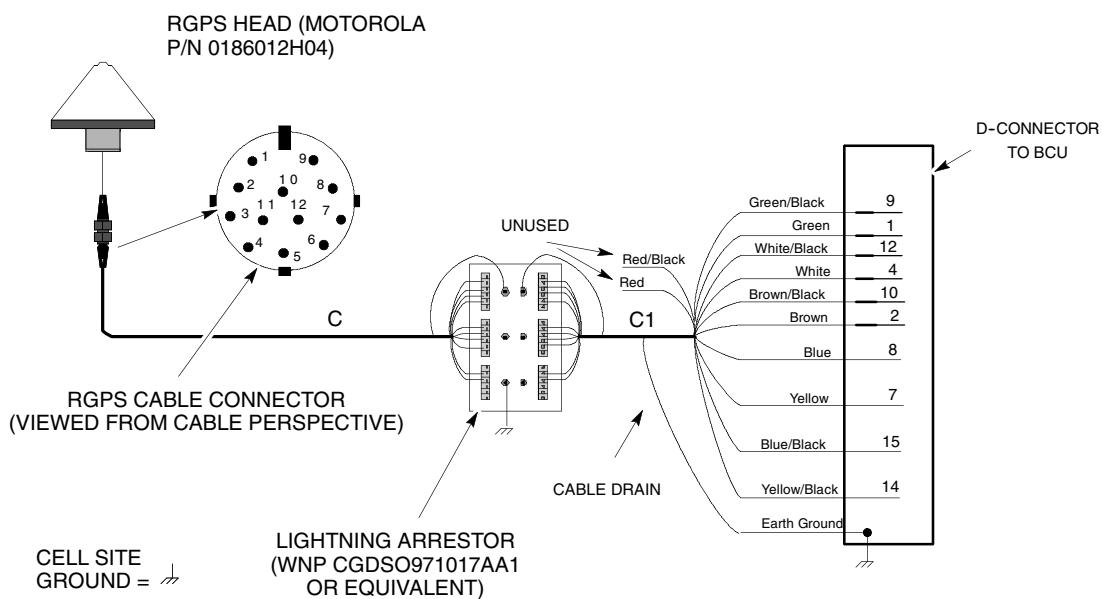 RGPS HEAD (MOTOROLA
P/N 0186012H04)
D-CONNECTOR
TO BCU
1
9
2
10
8
3
11
12
7
4
5
6
UNUSED
Red/Black
Red
Green/Black 9
Green 1
White/Black 12
White 4
Brown/Black 10
Brown 2
Blue 8
Yellow 7
Blue/Black 15
Yellow/Black 14
Earth Ground
C
C1
RGPS CABLE CONNECTOR
(VIEWED FROM CABLE PERSPECTIVE)
CABLE DRAIN
LIGHTNING ARRESTOR
(WNP CGDSO971017AA1
OR EQUIVALENT)
CELL SITE
GROUND =